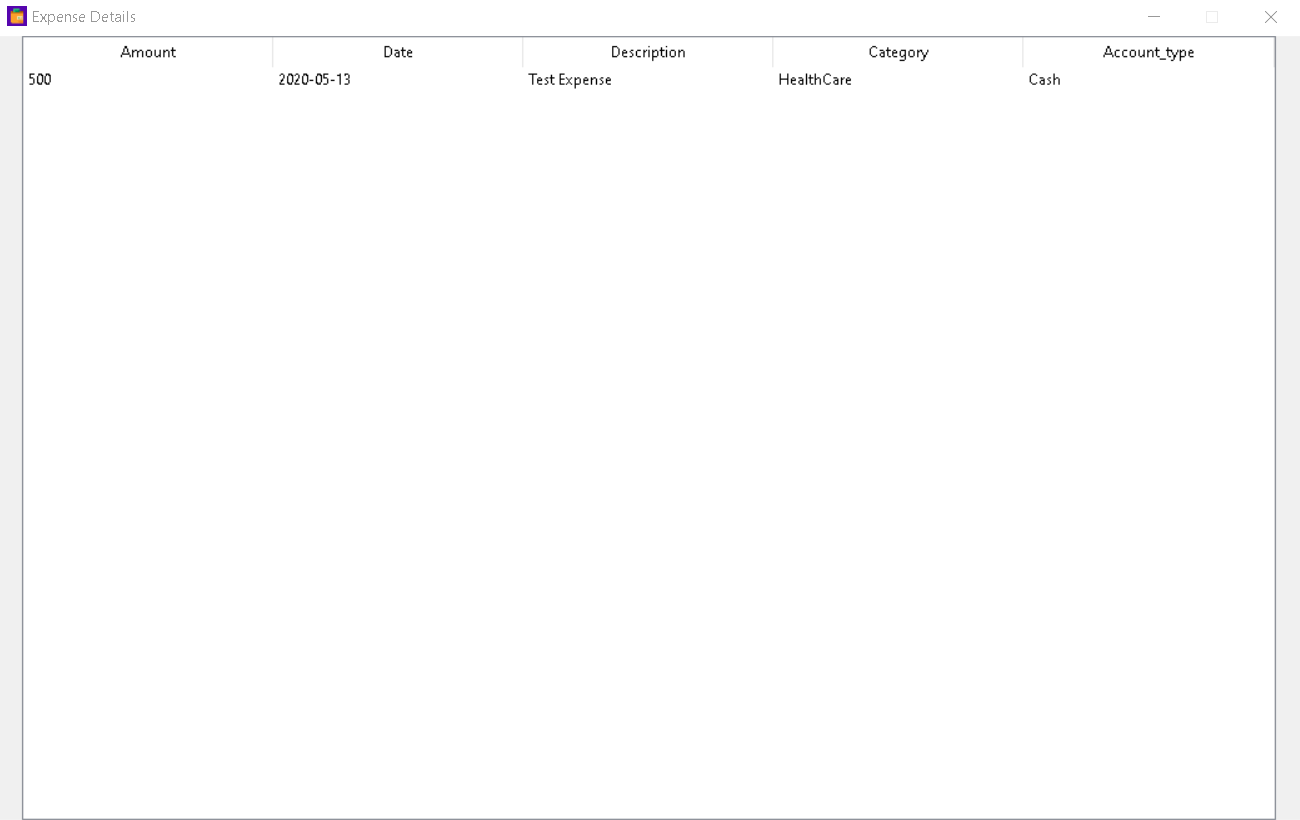 Expense Details
Amount Date Description Category Account_type
500 2020-05-13 Test Expense HealthCare Cash